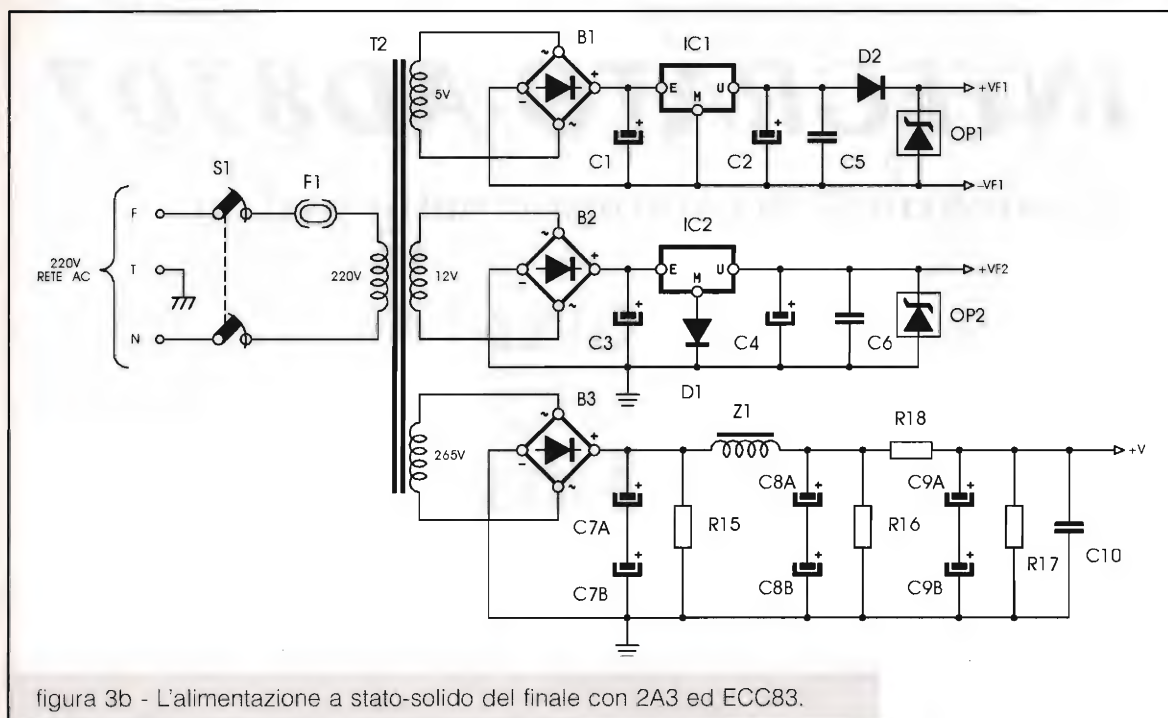 T2
B1
IC1
D2
5V
E
U
M
+VF1
OP1
C1
C2
C5
-VF1
S1
F1
F
220V
RETE AC
T
N
220V
B2
IC2
12V
E
U
M
+VF2
OP2
C3
C4
C6
D1
B3
Z1
R18
265V
+V
C7A
R15
C8A
R16
C9A
R17
C10
C7B
C8B
C9B
figura 3b - L'alimentazione a stato-solido del finale con 2A3 ed ECC83.